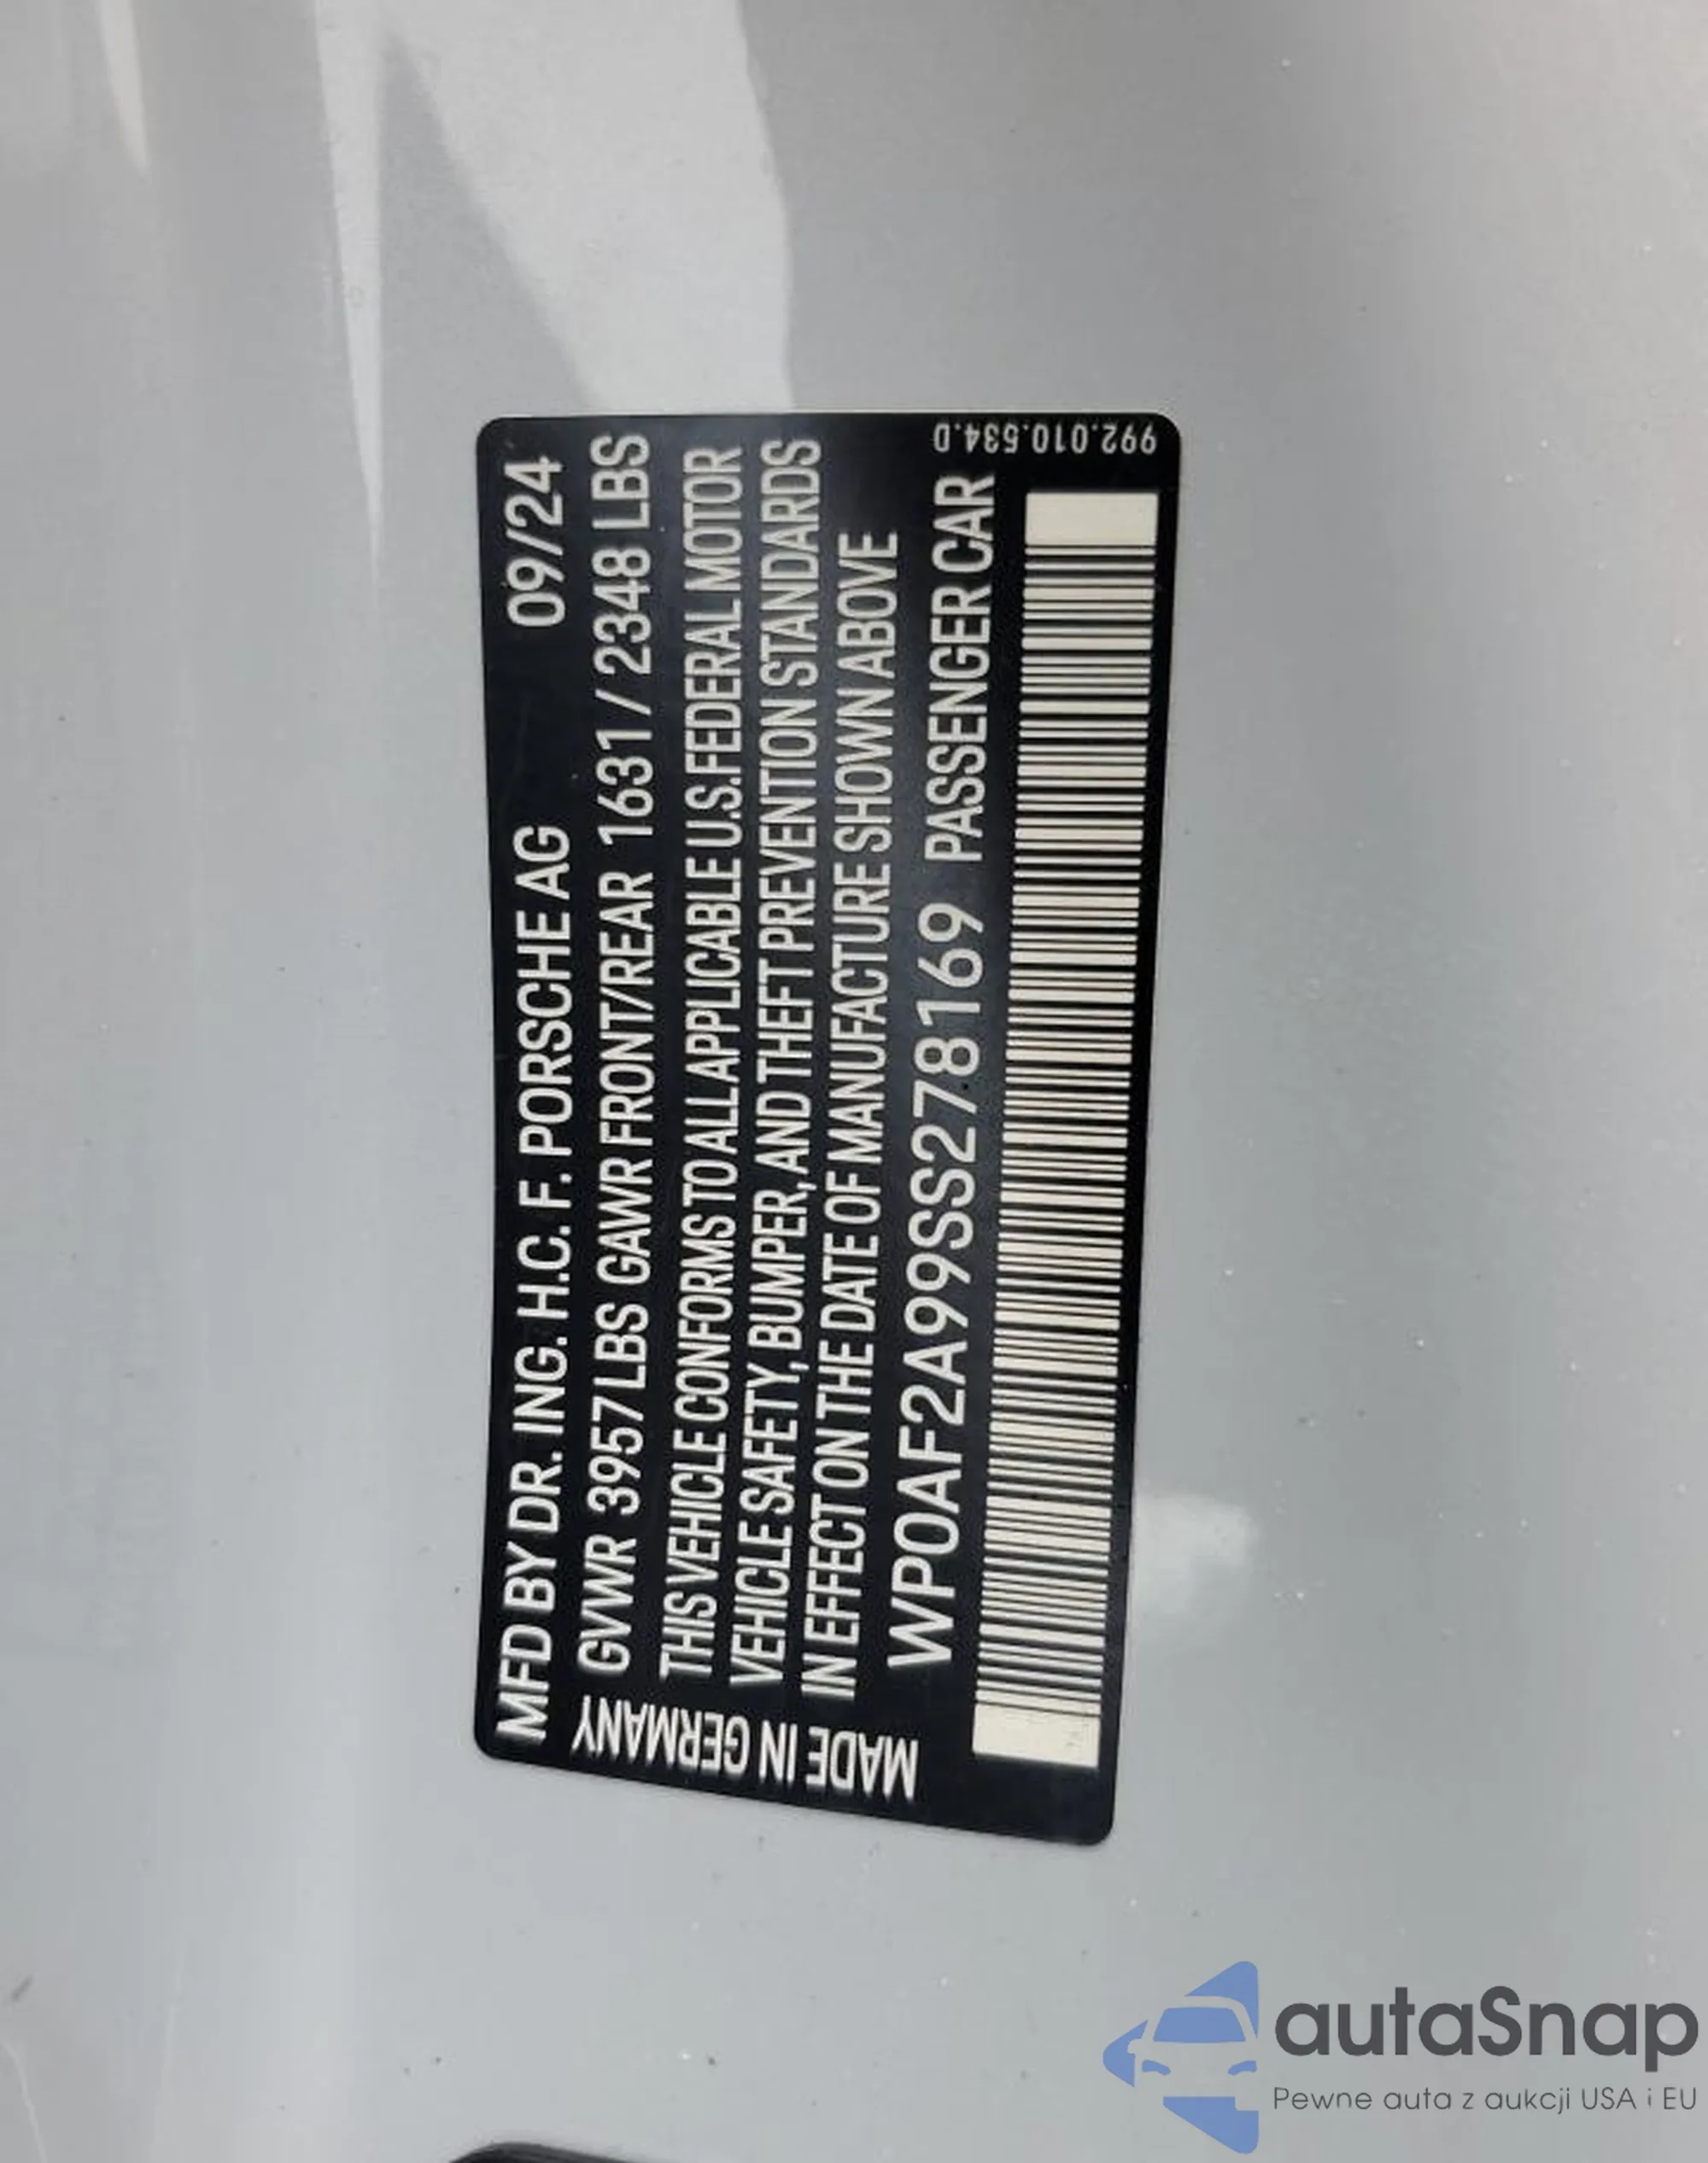 MFD BY DR. ING. H.C. F. PORSCHE AG 09/24
GVWR 3957 LBS GAWR FRONT/REAR 1631 / 2348 LBS
THIS VEHICLE CONFORMS TO ALL APPLICABLE U.S. FEDERAL MOTOR
VEHICLE SAFETY, BUMPER, AND THEFT PREVENTION STANDARDS
IN EFFECT ON THE DATE OF MANUFACTURE SHOWN ABOVE
WP0AF2A99SS278169 PASSENGER CAR
MADE IN GERMANY
992.010.534.D
autaSnap
Pewne auta z aukcji USA i EU